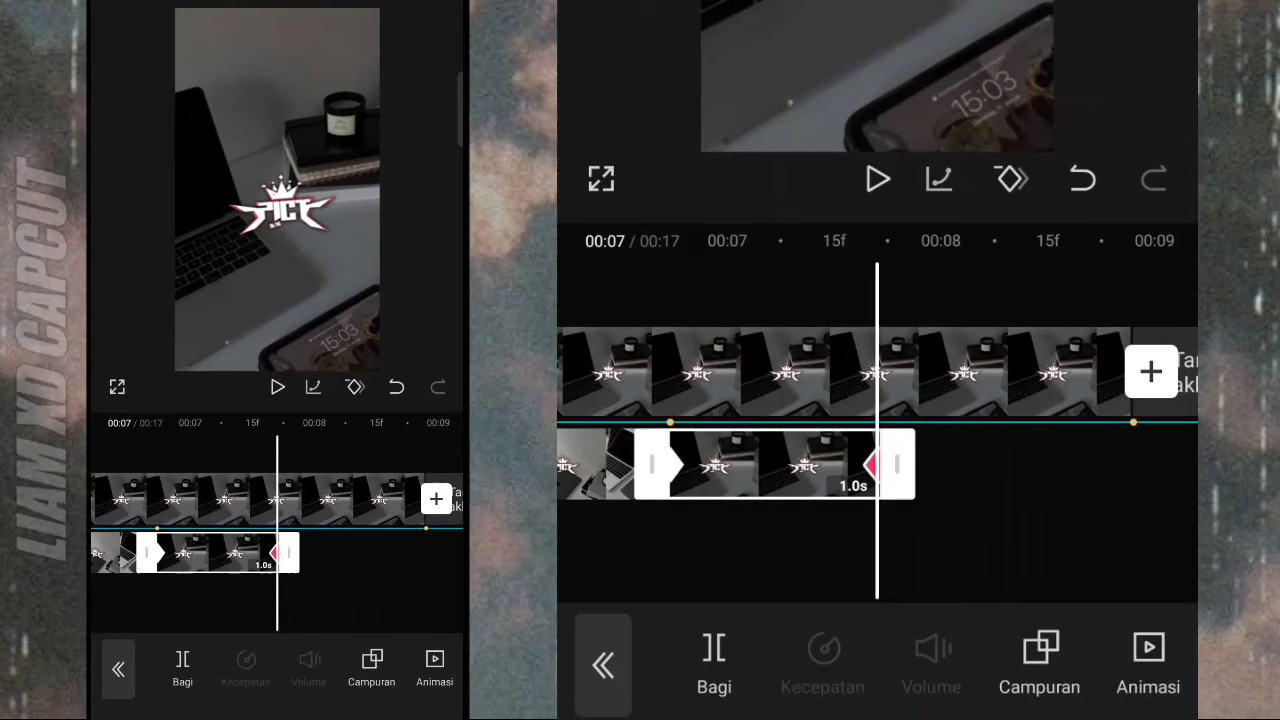 LIAM XD CAPCUT
PICT
15:03
00:07 / 00:17
00:07
15f
00:08
15f
00:09
1.0s
Bagi
Kecepatan
Volume
Campuran
Animasi
15:03
00:07 / 00:17
00:07
15f
00:08
15f
00:09
1.0s
Bagi
Kecepatan
Volume
Campuran
Animasi